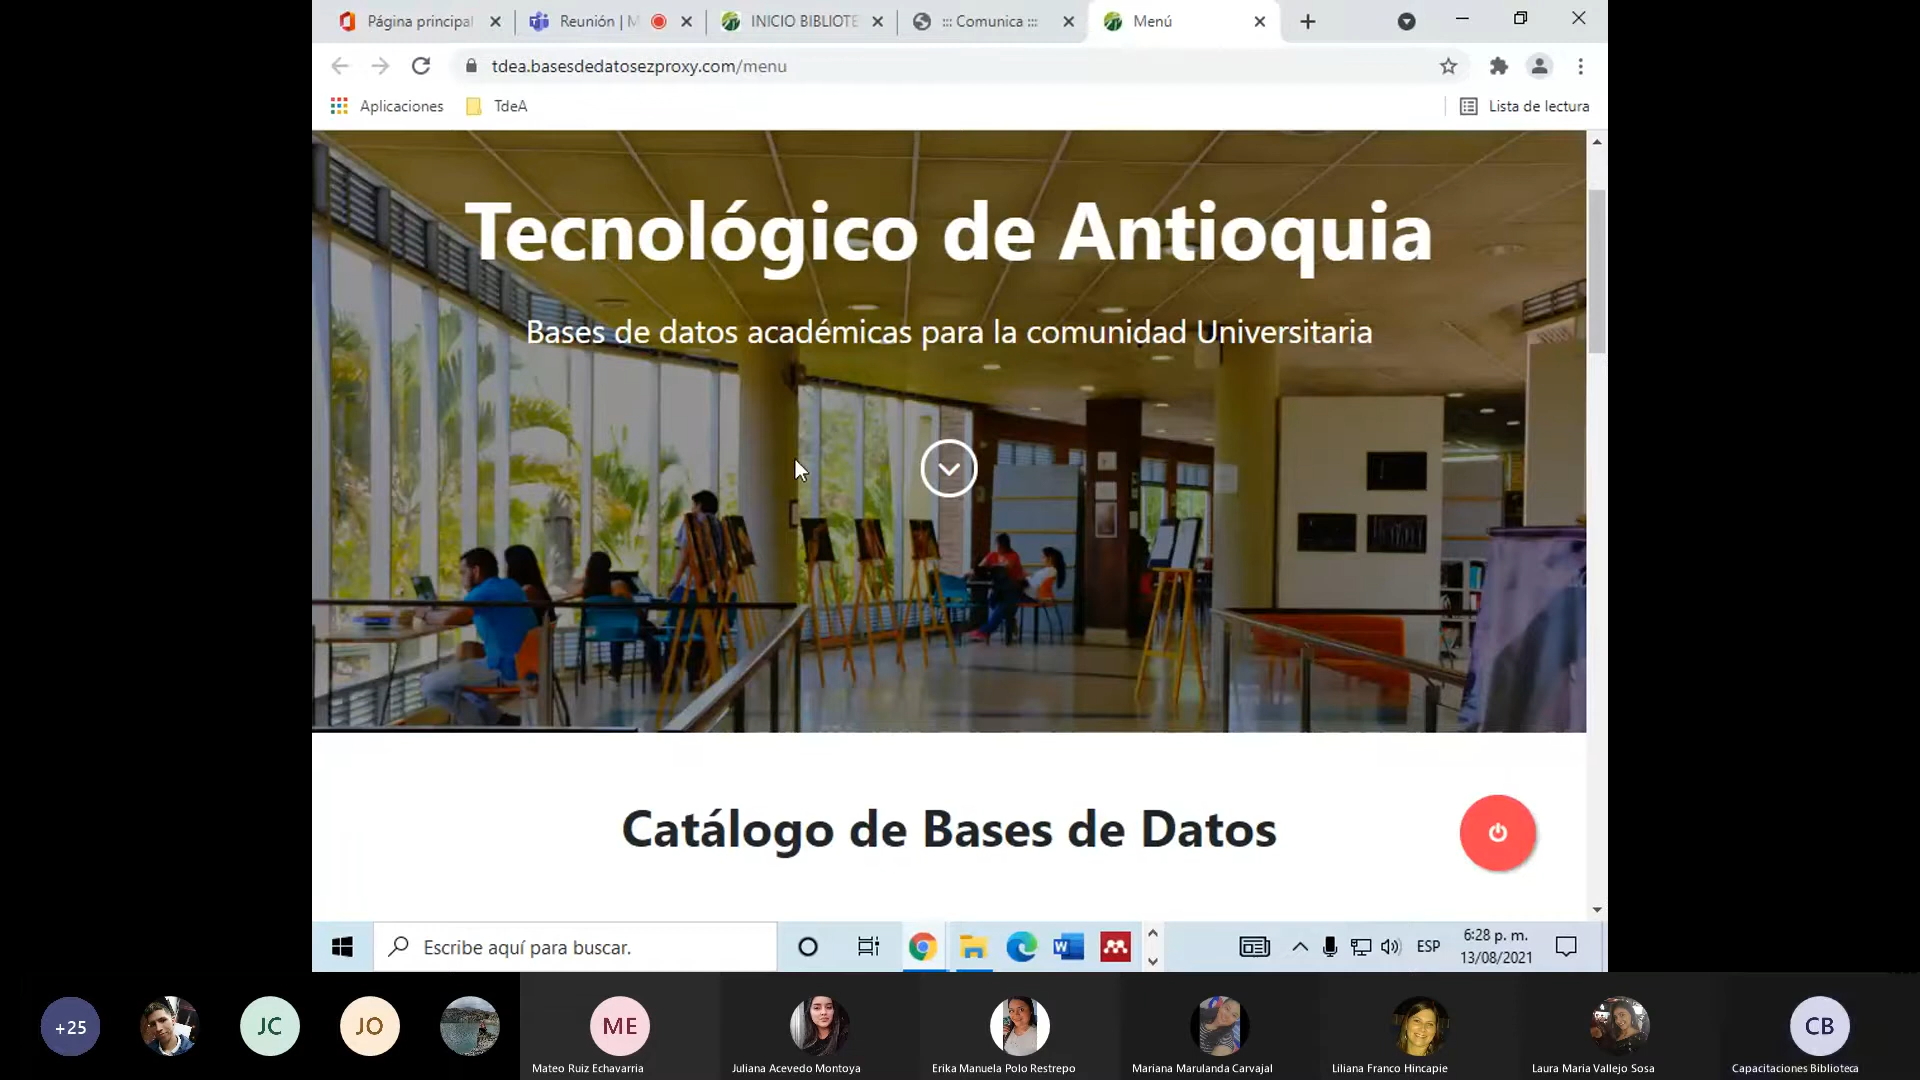 Página principal
Reunión | M
INICIO BIBLIOTE
::: Comunica :::
Menú
tdea.basesdedatosezproxy.com/menu
Aplicaciones
TdeA
Lista de lectura
Tecnológico de Antioquia
Bases de datos académicas para la comunidad Universitaria
Catálogo de Bases de Datos
Escribe aquí para buscar.
ESP
6:28 p. m.
13/08/2021
+25
JC
JO
ME
CB
Mateo Ruiz Echavarria
Juliana Acevedo Montoya
Erika Manuela Polo Restrepo
Mariana Marulanda Carvajal
Liliana Franco Hincapie
Laura Maria Vallejo Sosa
Capacitaciones Biblioteca